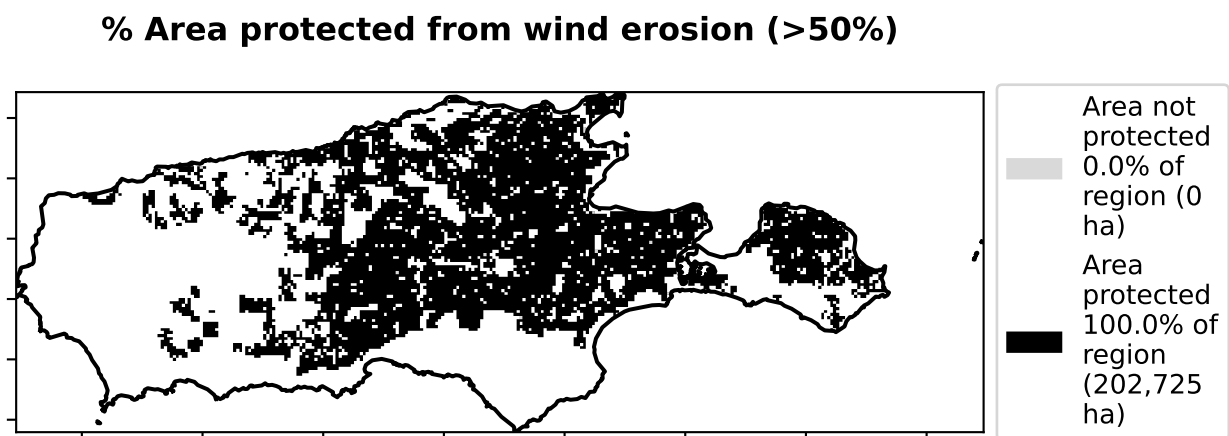 % Area protected from wind erosion (>50%)
Area not
protected
0.0% of
region (0
ha)
Area
protected
100.0% of
region
(202,725
ha)